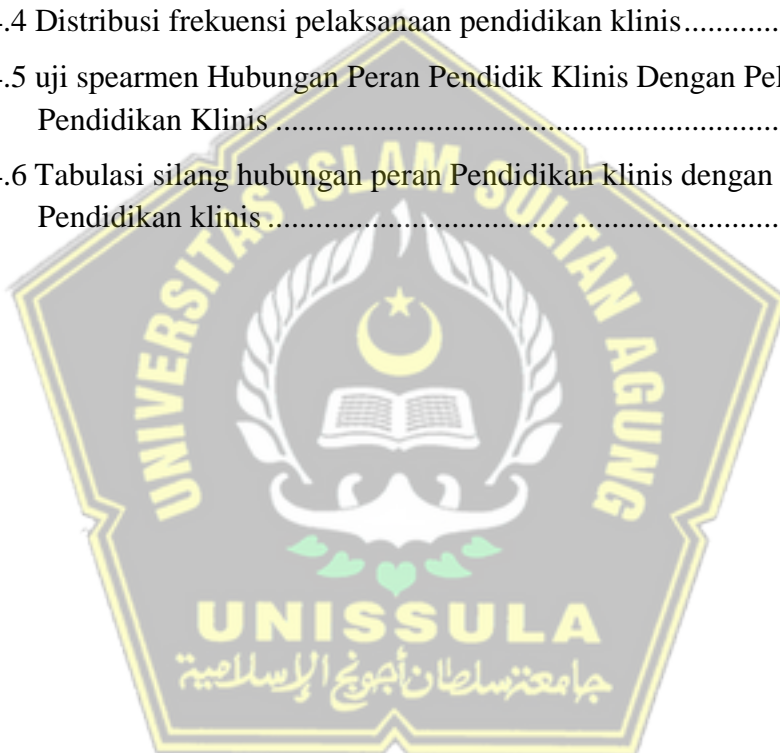 .4 Distribusi frekuensi pelaksanaan pendidikan klinis.............
.5 uji spearmen Hubungan Peran Pendidik Klinis Dengan Pel
Pendidikan Klinis ......................................................
.6 Tabulasi silang hubungan peran Pendidikan klinis dengan
Pendidikan klinis .......................................................
UNIVERSITAS ISLAM SULTAN AGUNG
UNISSULA
جامعة سلطان أجونج الإسلامية